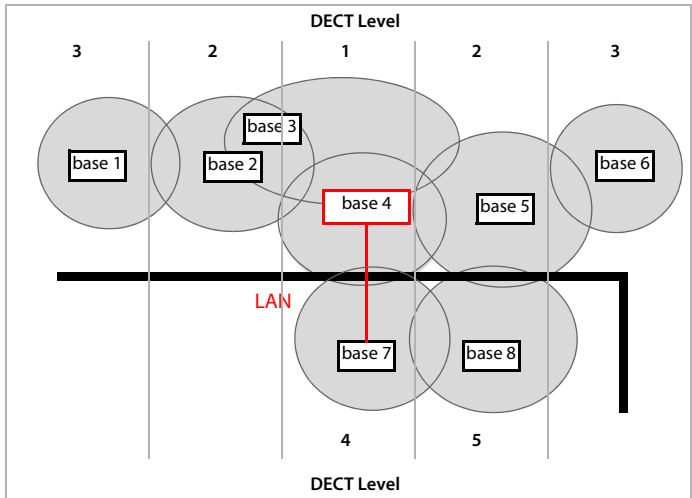 DECT Level
3 2 1 2 3
base 3
base 1
base 2
base 6
base 4
base 5
LAN
base 7
base 8
4 5
DECT Level